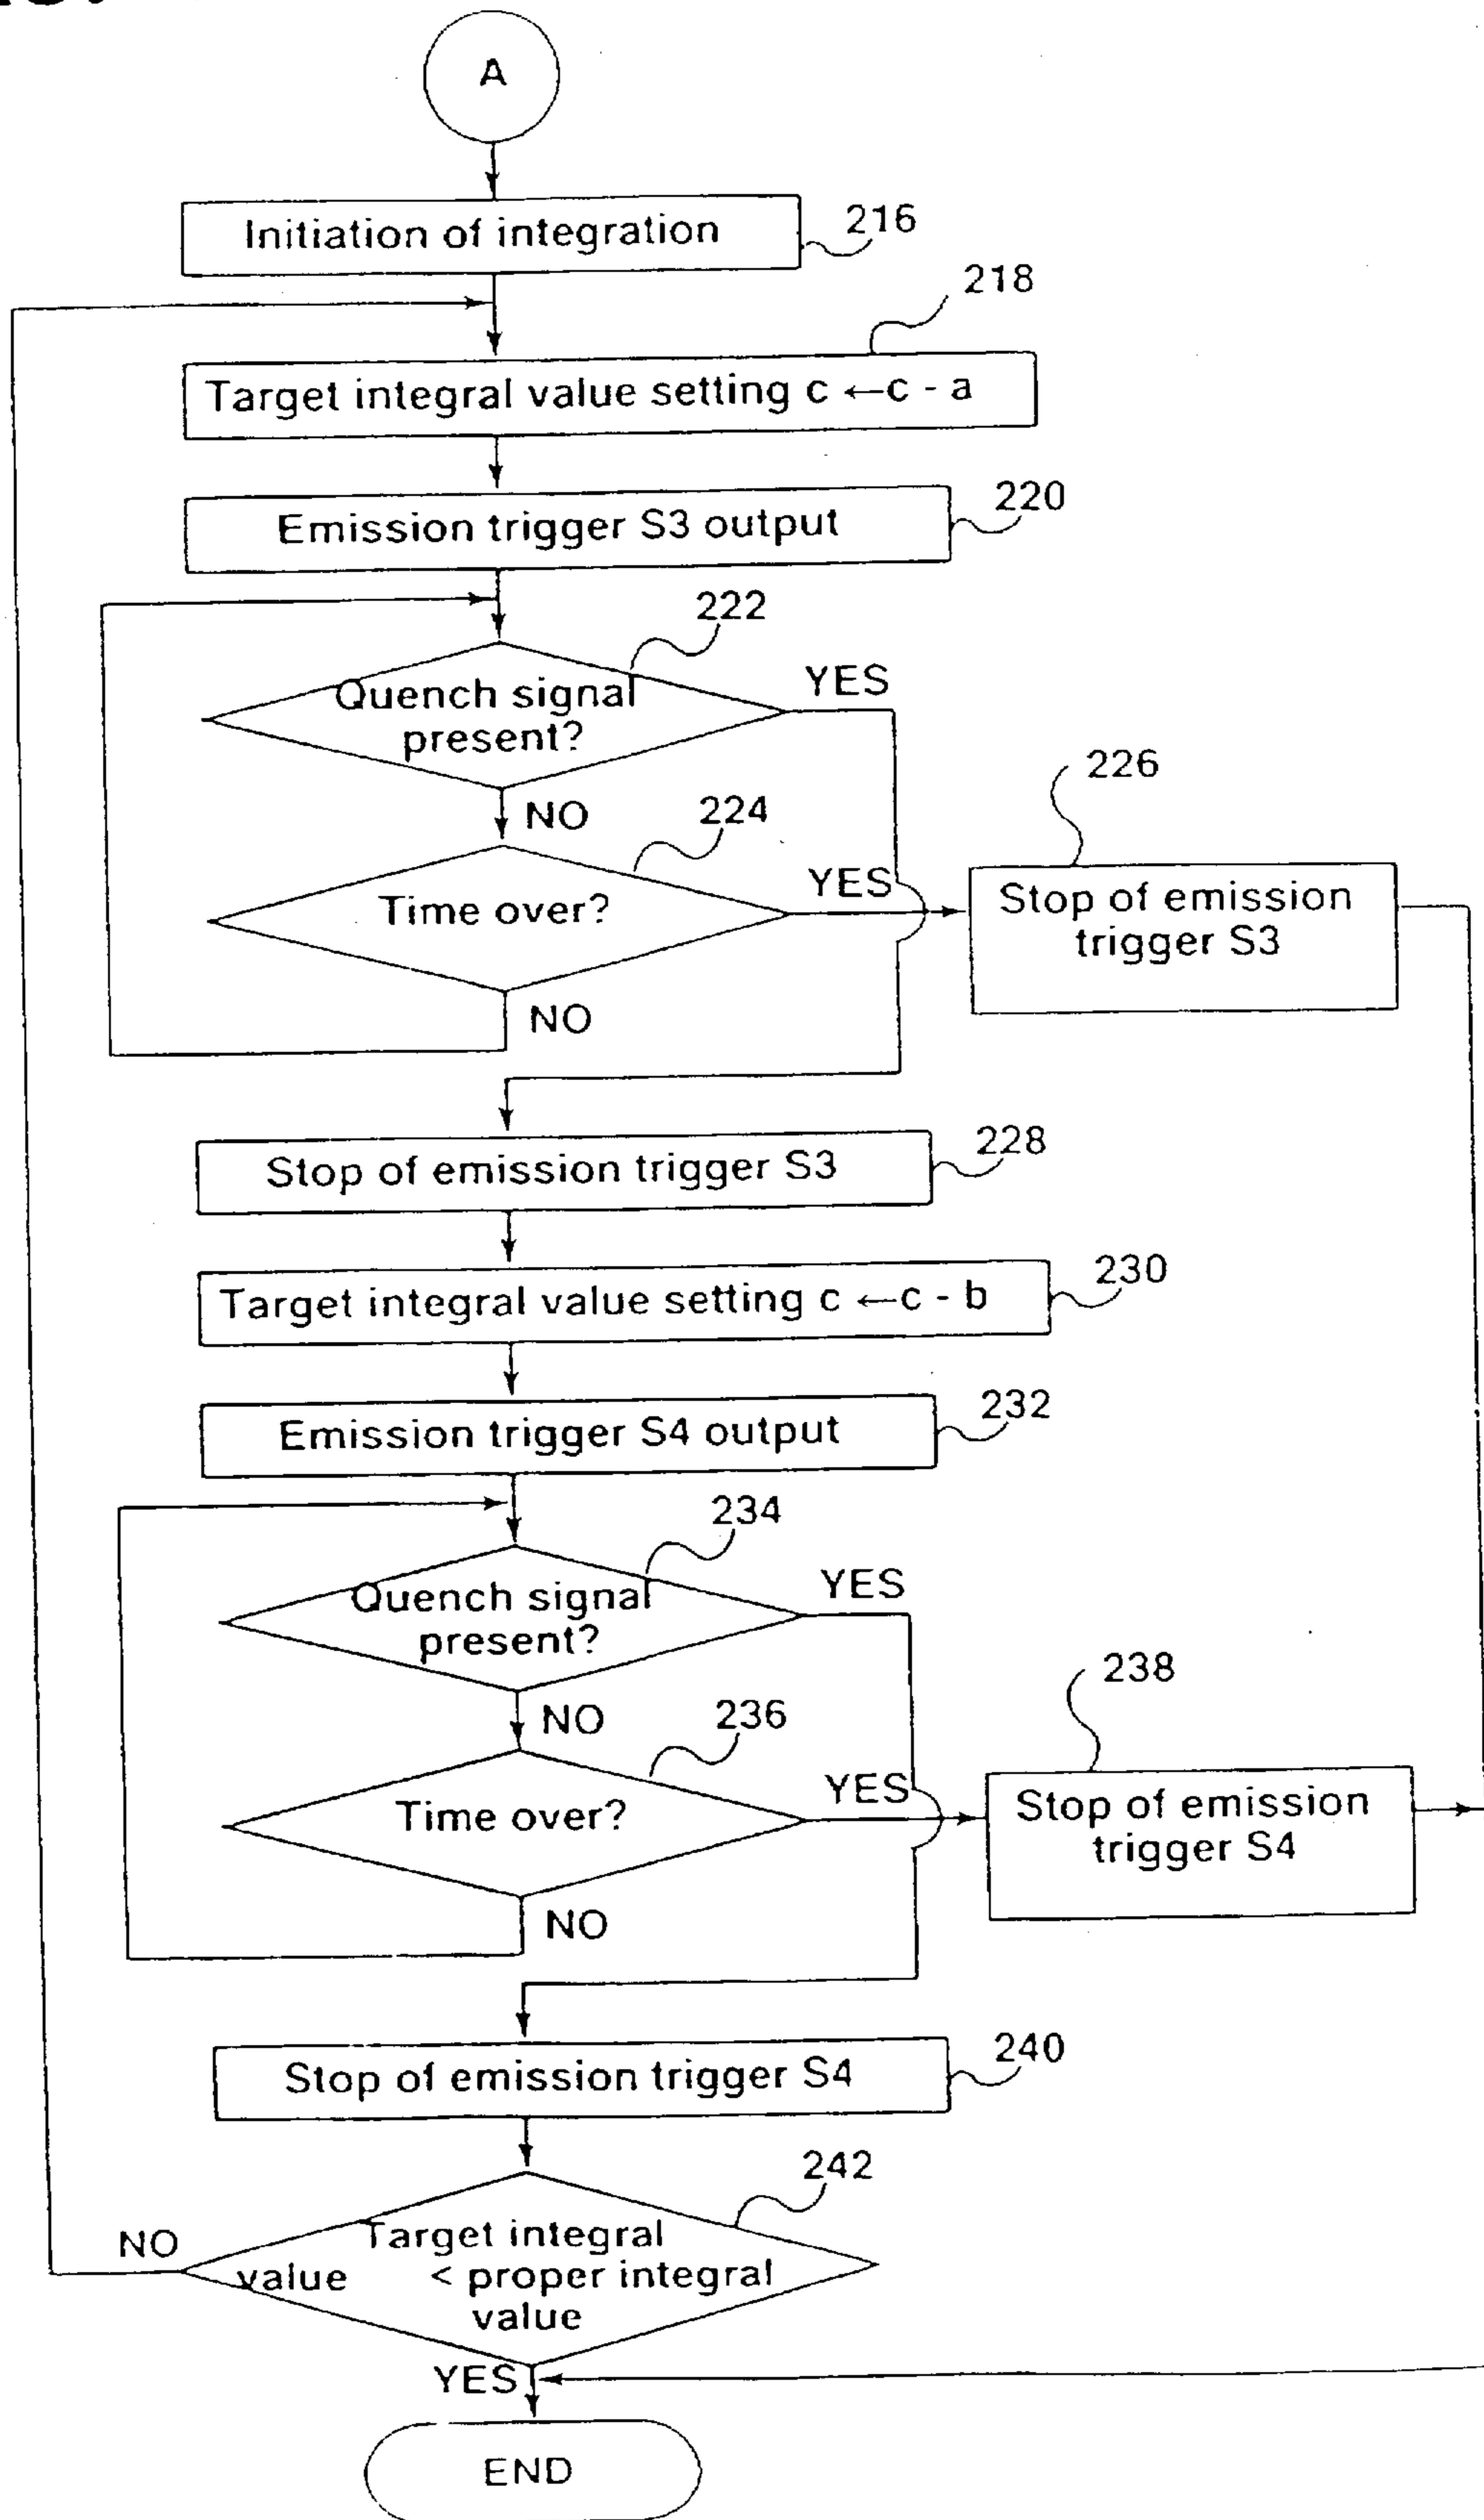 A
Initiation of integration
216
218
Target integral value setting c ←c - a
220
Emission trigger S3 output
222
Quench signal
present?
YES
NO
224
226
Time over?
YES
Stop of emission
trigger S3
NO
228
Stop of emission trigger S3
230
Target integral value setting c ←c - b
232
Emission trigger S4 output
234
Quench signal
present?
YES
NO
236
238
Time over?
YES
Stop of emission
trigger S4
NO
240
Stop of emission trigger S4
242
NO
Target integral
value < proper integral
value
YES
END